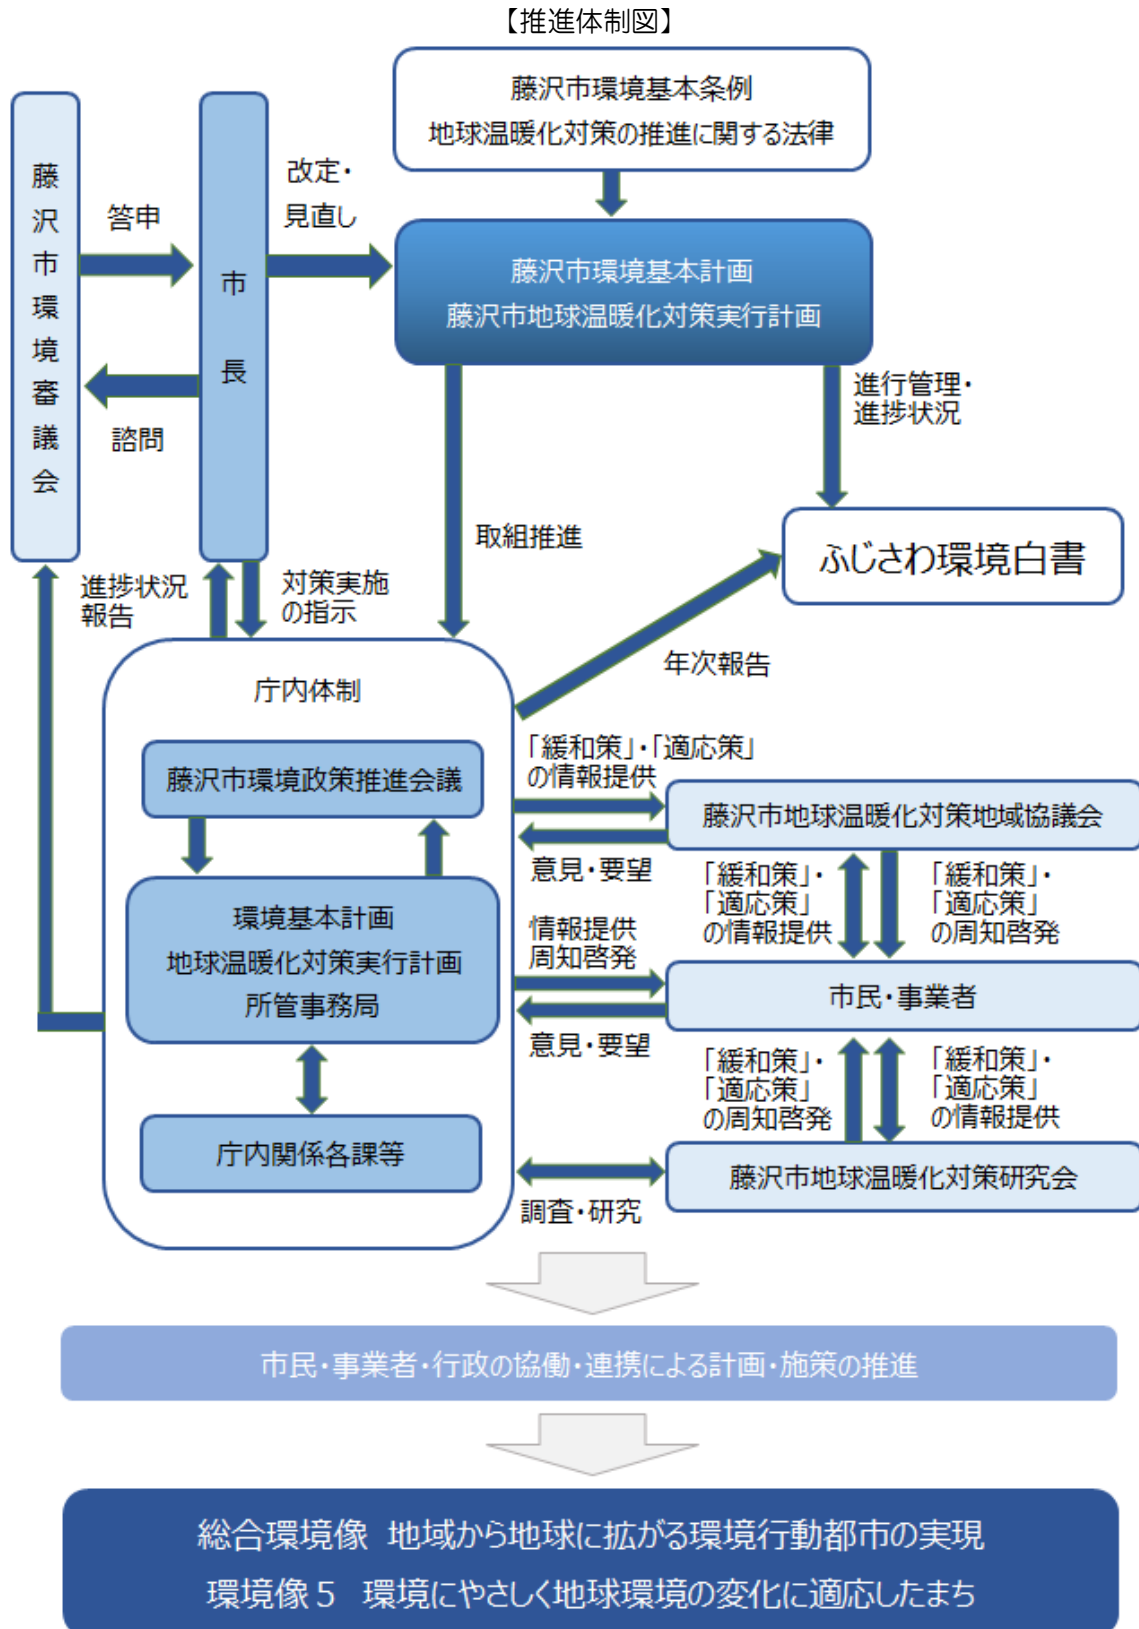 【推進体制図】
藤沢市環境基本条例
地球温暖化対策の推進に関する法律
藤沢市環境審議会
答申
諮問
市長
改定・
見直し
藤沢市環境基本計画
藤沢市地球温暖化対策実行計画
進行管理・
進捗状況
取組推進
ふじさわ環境白書
進捗状況
報告
対策実施
の指示
年次報告
庁内体制
藤沢市環境政策推進会議
環境基本計画
地球温暖化対策実行計画
所管事務局
庁内関係各課等
「緩和策」・「適応策」
の情報提供
意見・要望
藤沢市地球温暖化対策地域協議会
「緩和策」・
「適応策」
の情報提供
「緩和策」・
「適応策」
の周知啓発
情報提供
周知啓発
意見・要望
市民・事業者
「緩和策」・
「適応策」
の周知啓発
「緩和策」・
「適応策」
の情報提供
調査・研究
藤沢市地球温暖化対策研究会
市民・事業者・行政の協働・連携による計画・施策の推進
総合環境像 地域から地球に拡がる環境行動都市の実現
環境像５ 環境にやさしく地球環境の変化に適応したまち